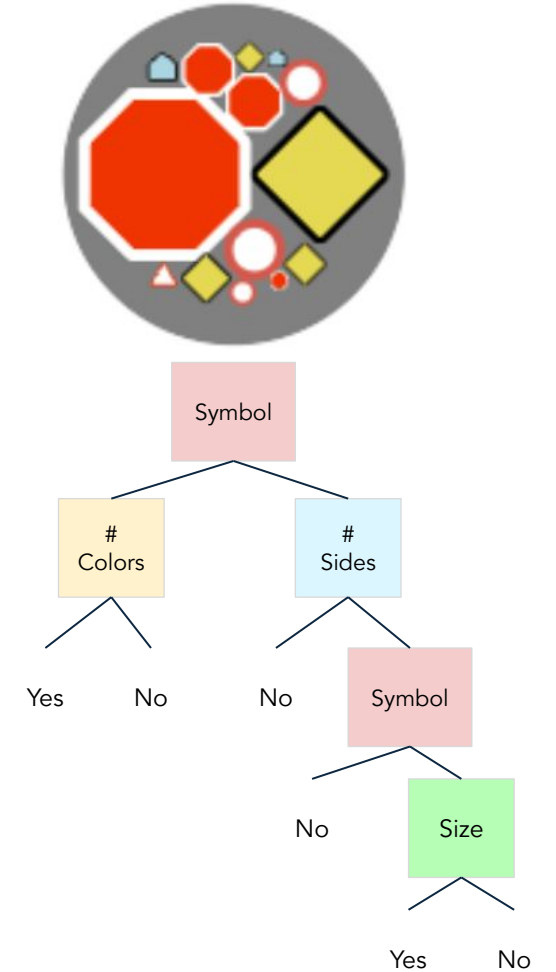 Symbol
#
Colors
#
Sides
Yes
No
No
Symbol
No
Size
Yes
No